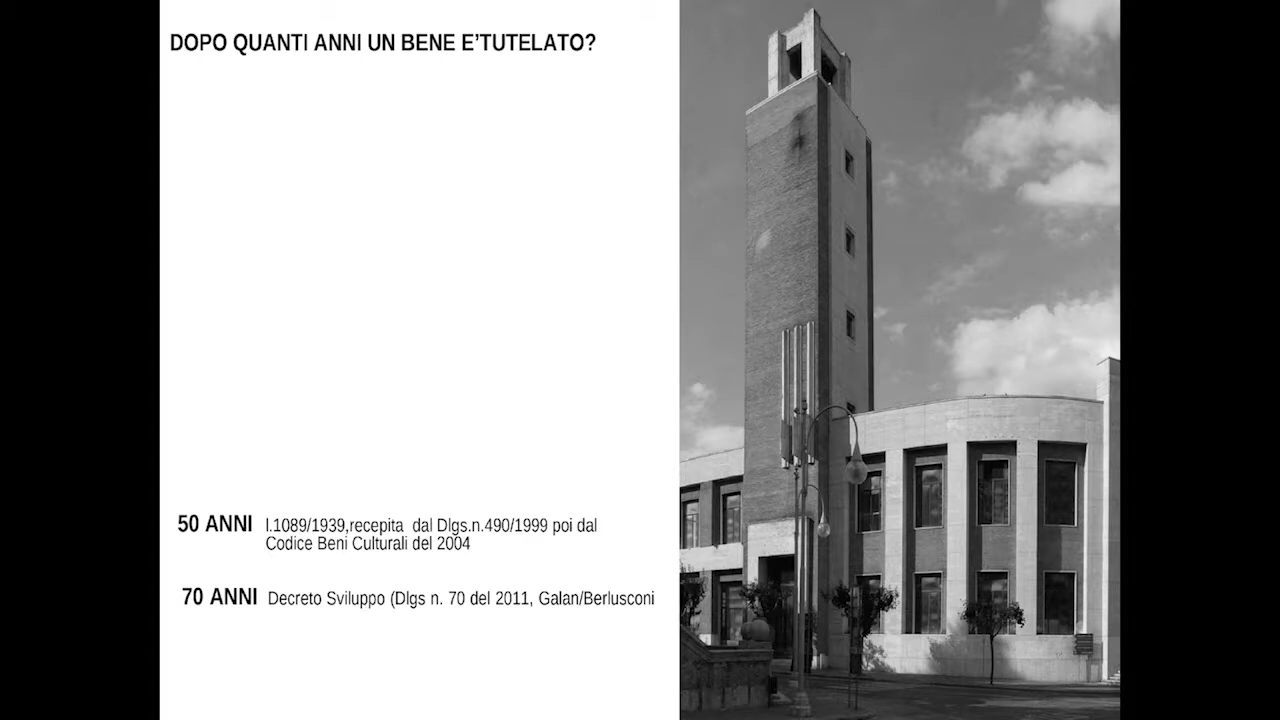 DOPO QUANTI ANNI UN BENE E'TUTELATO?
50 ANNI l.1089/1939,recepita dal Dlgs.n.490/1999 poi dal
Codice Beni Culturali del 2004
70 ANNI Decreto Sviluppo (Dlgs n. 70 del 2011, Galan/Berlusconi